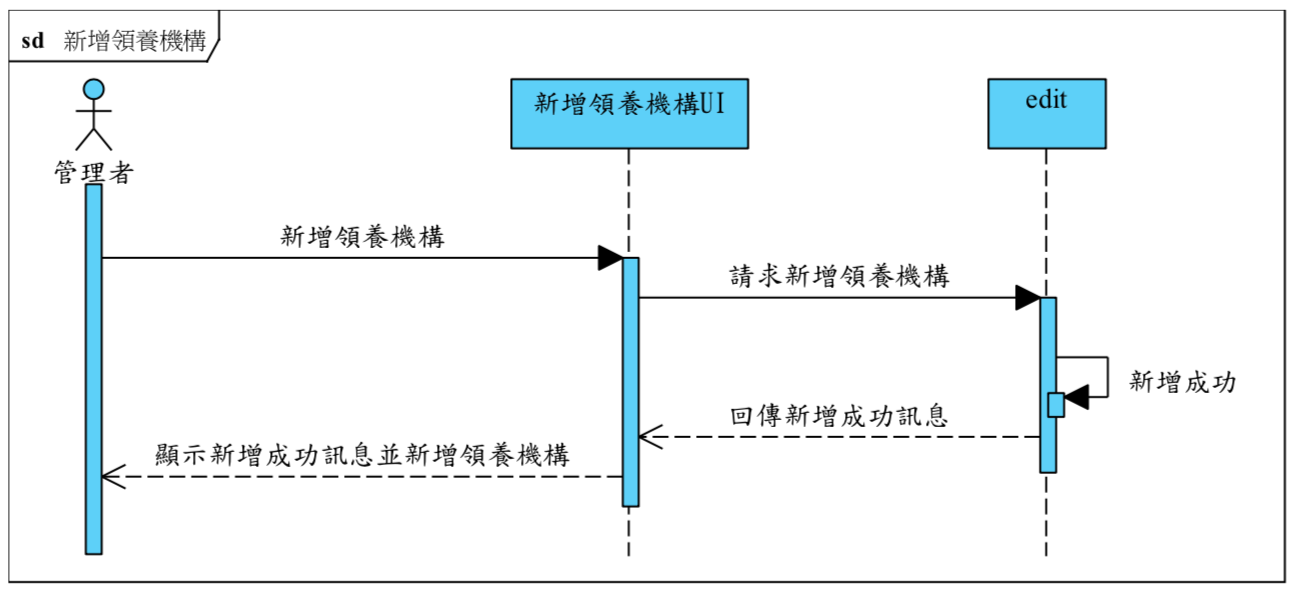 sd 新增領養機構
管理者
新增領養機構UI
edit
新增領養機構
請求新增領養機構
新增成功
回傳新增成功訊息
顯示新增成功訊息並新增領養機構